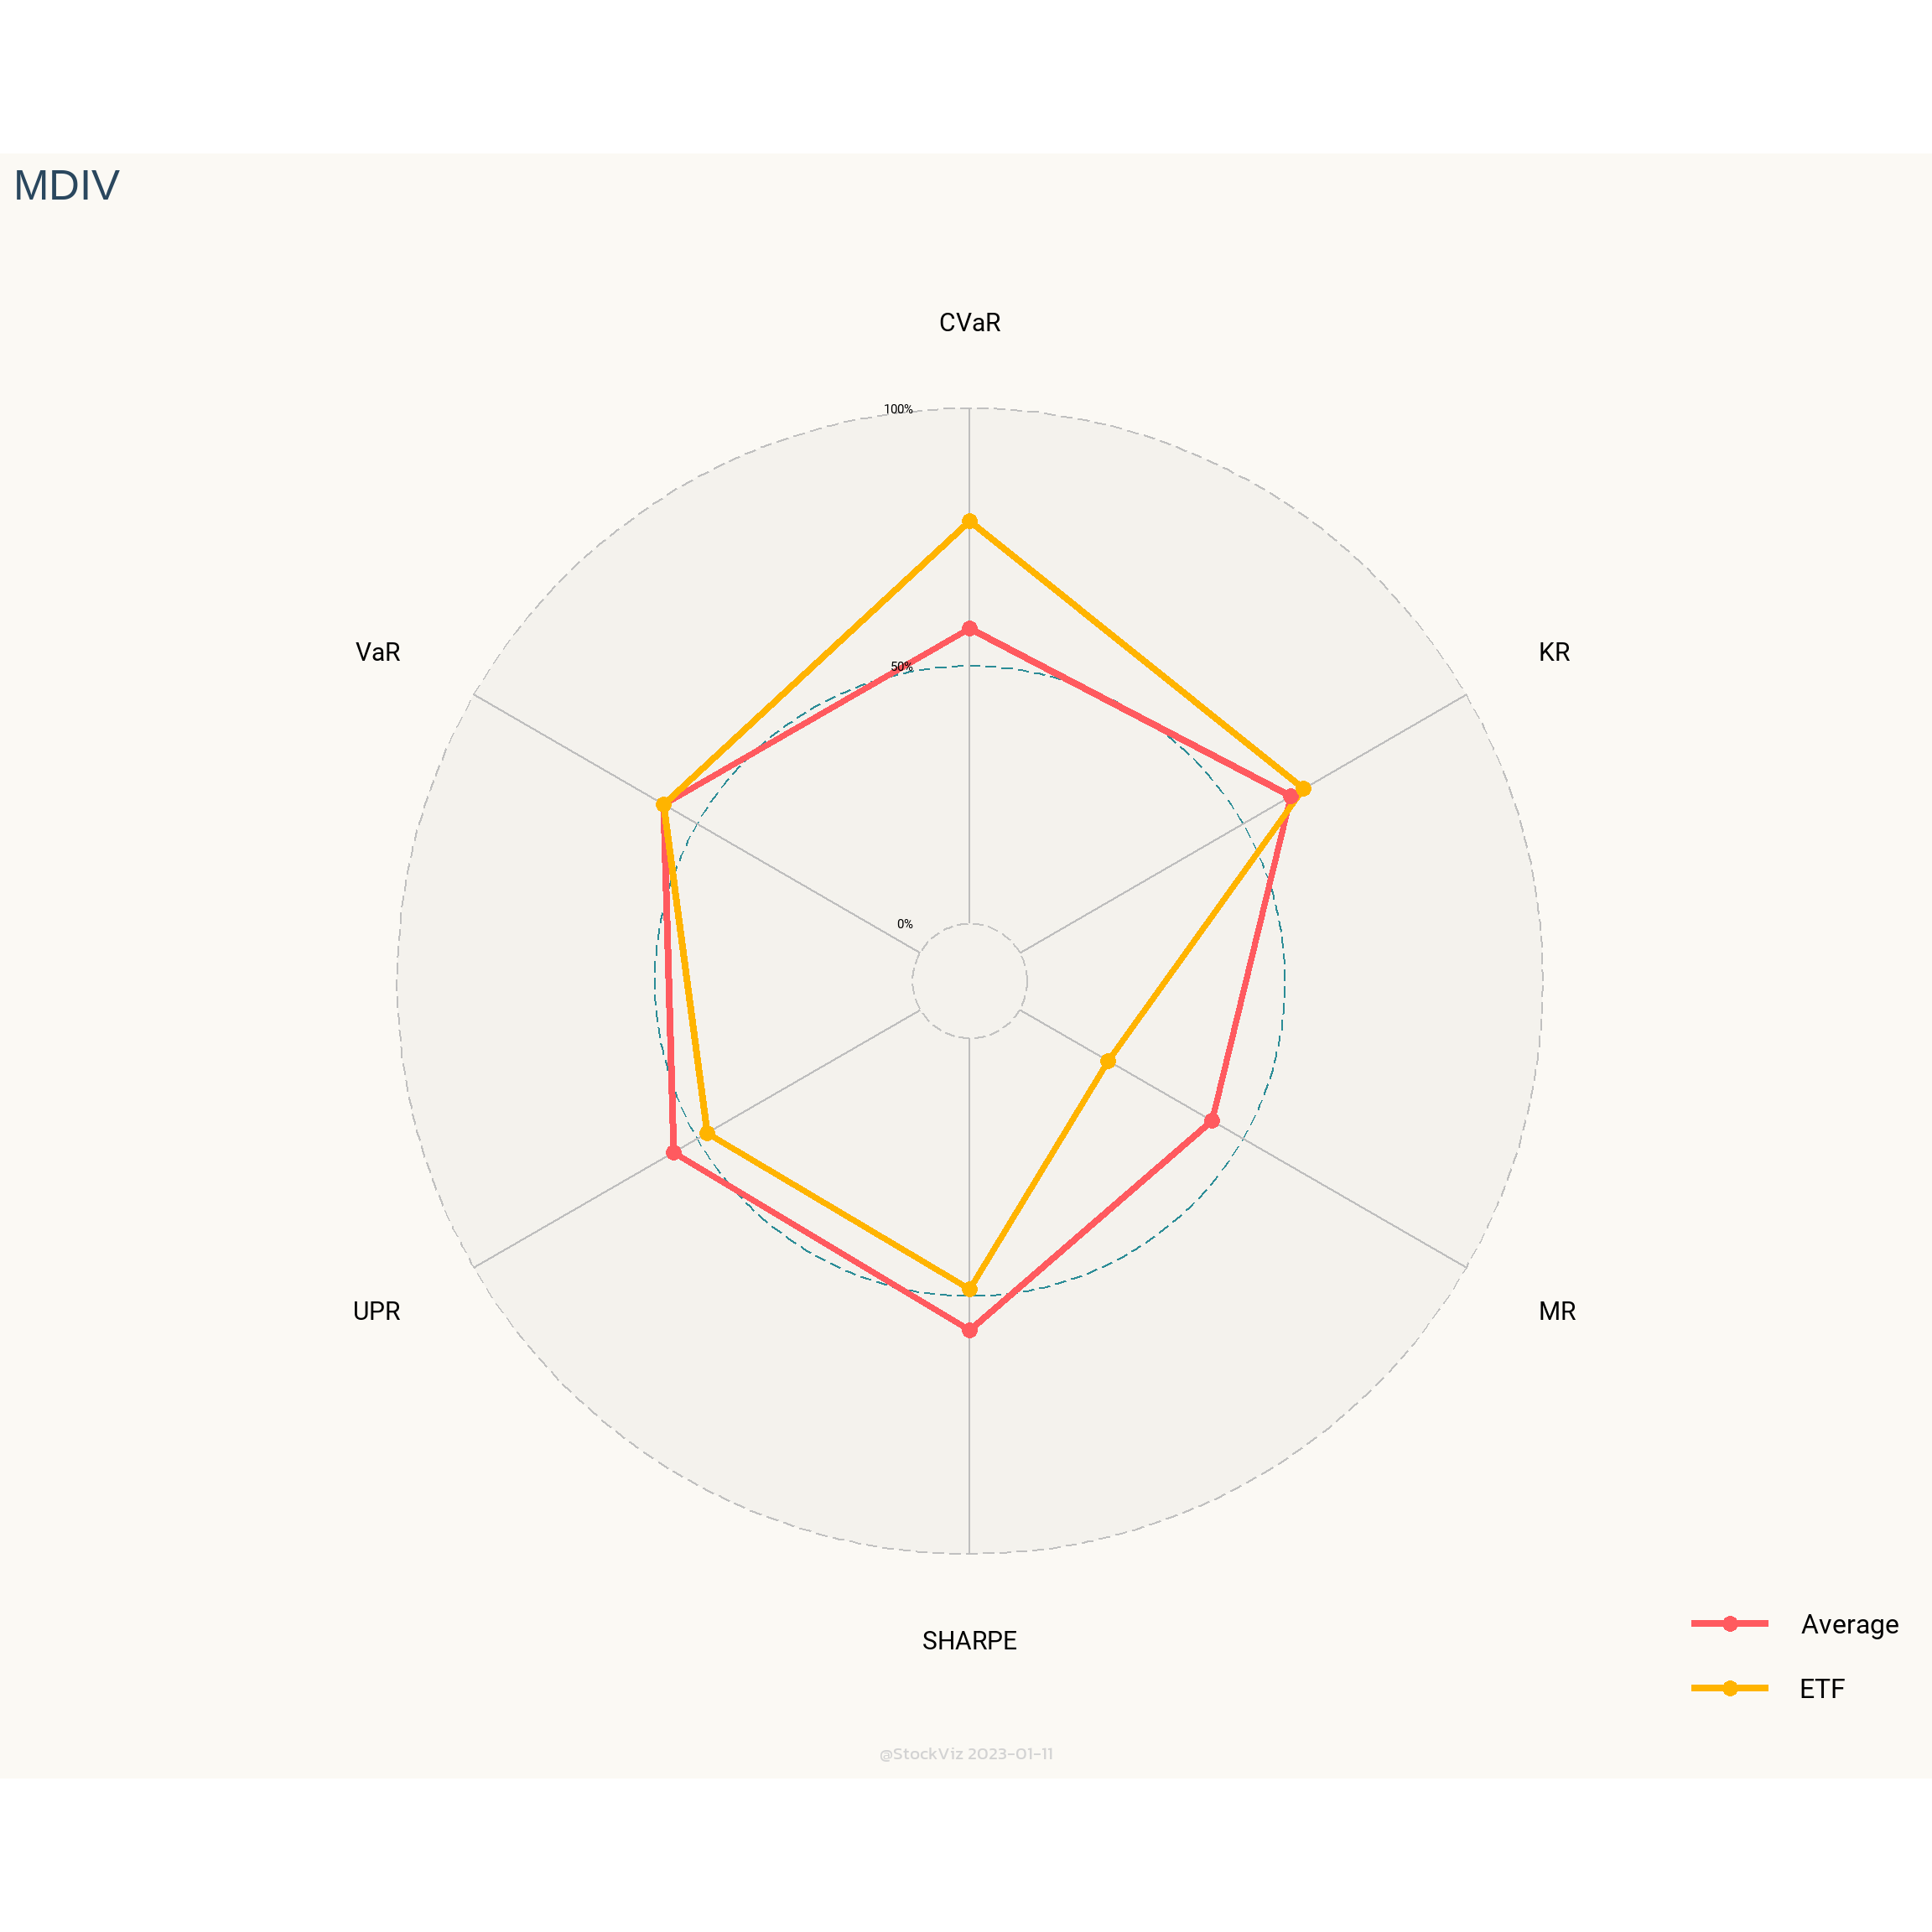 MDIV
CVaR
100%
KR
VaR
50%
0%
UPR
MR
SHARPE
Average
ETF
@StockViz 2023-01-11